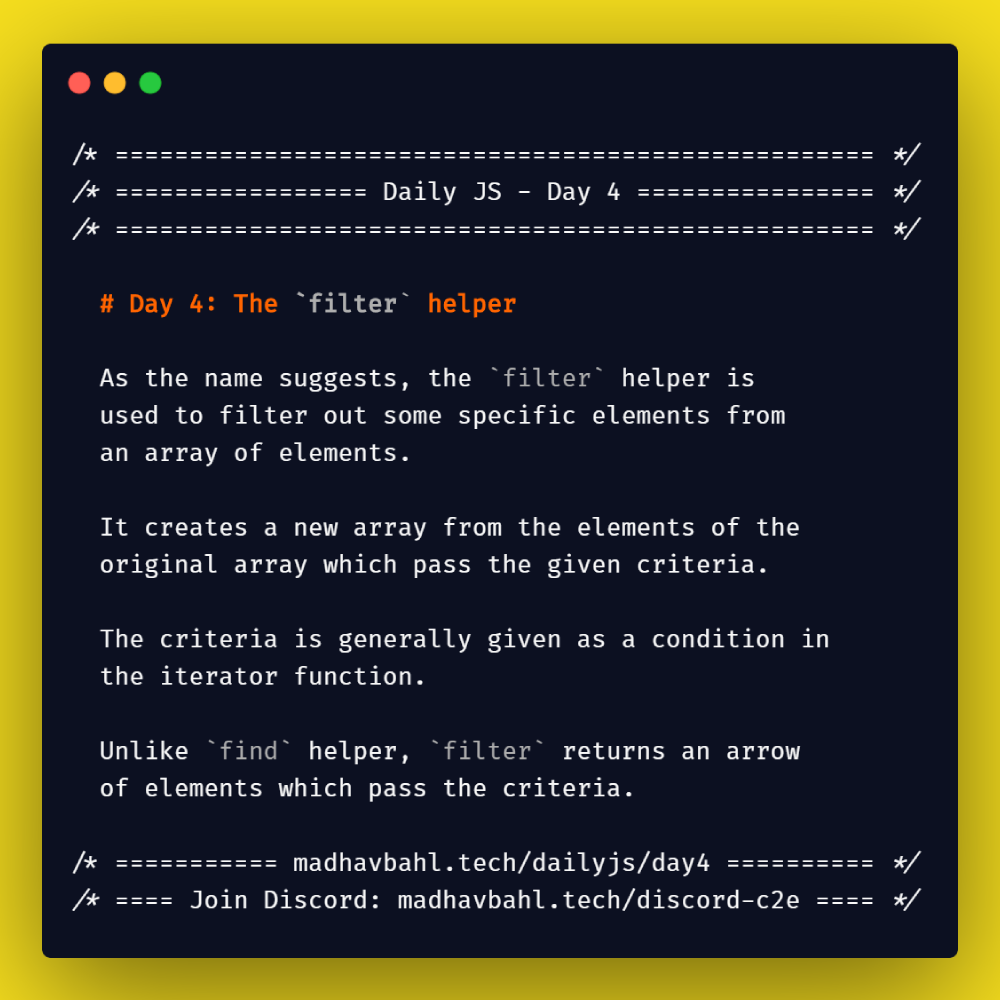 /* =================================================== */
/* =================== Daily JS - Day 4 ================ */
/* =================================================== */
# Day 4: The `filter` helper
As the name suggests, the `filter` helper is
used to filter out some specific elements from
an array of elements.
It creates a new array from the elements of the
original array which pass the given criteria.
The criteria is generally given as a condition in
the iterator function.
Unlike `find` helper, `filter` returns an arrow
of elements which pass the criteria.
/* =========== madhavbahl.tech/dailyjs/day4 ========== */
/* ==== Join Discord: madhavbahl.tech/discord-c2e ==== */